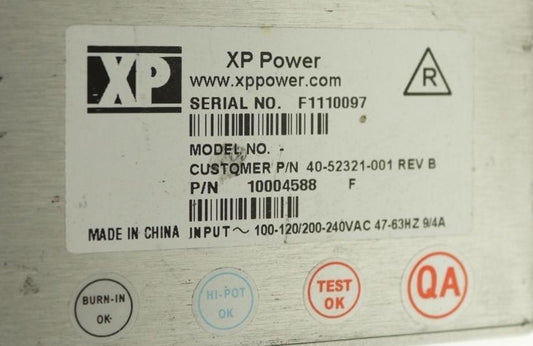 XP
XP Power
www.xppower.com
R
SERIAL NO. F1110097
MODEL NO. -
CUSTOMER P/N 40-52321-001 REV B
P/N 10004588 F
MADE IN CHINA INPUT ~ 100-120/200-240VAC 47-63HZ 9/4A
BURN-IN
OK
HI-POT
OK
TEST
OK
QA